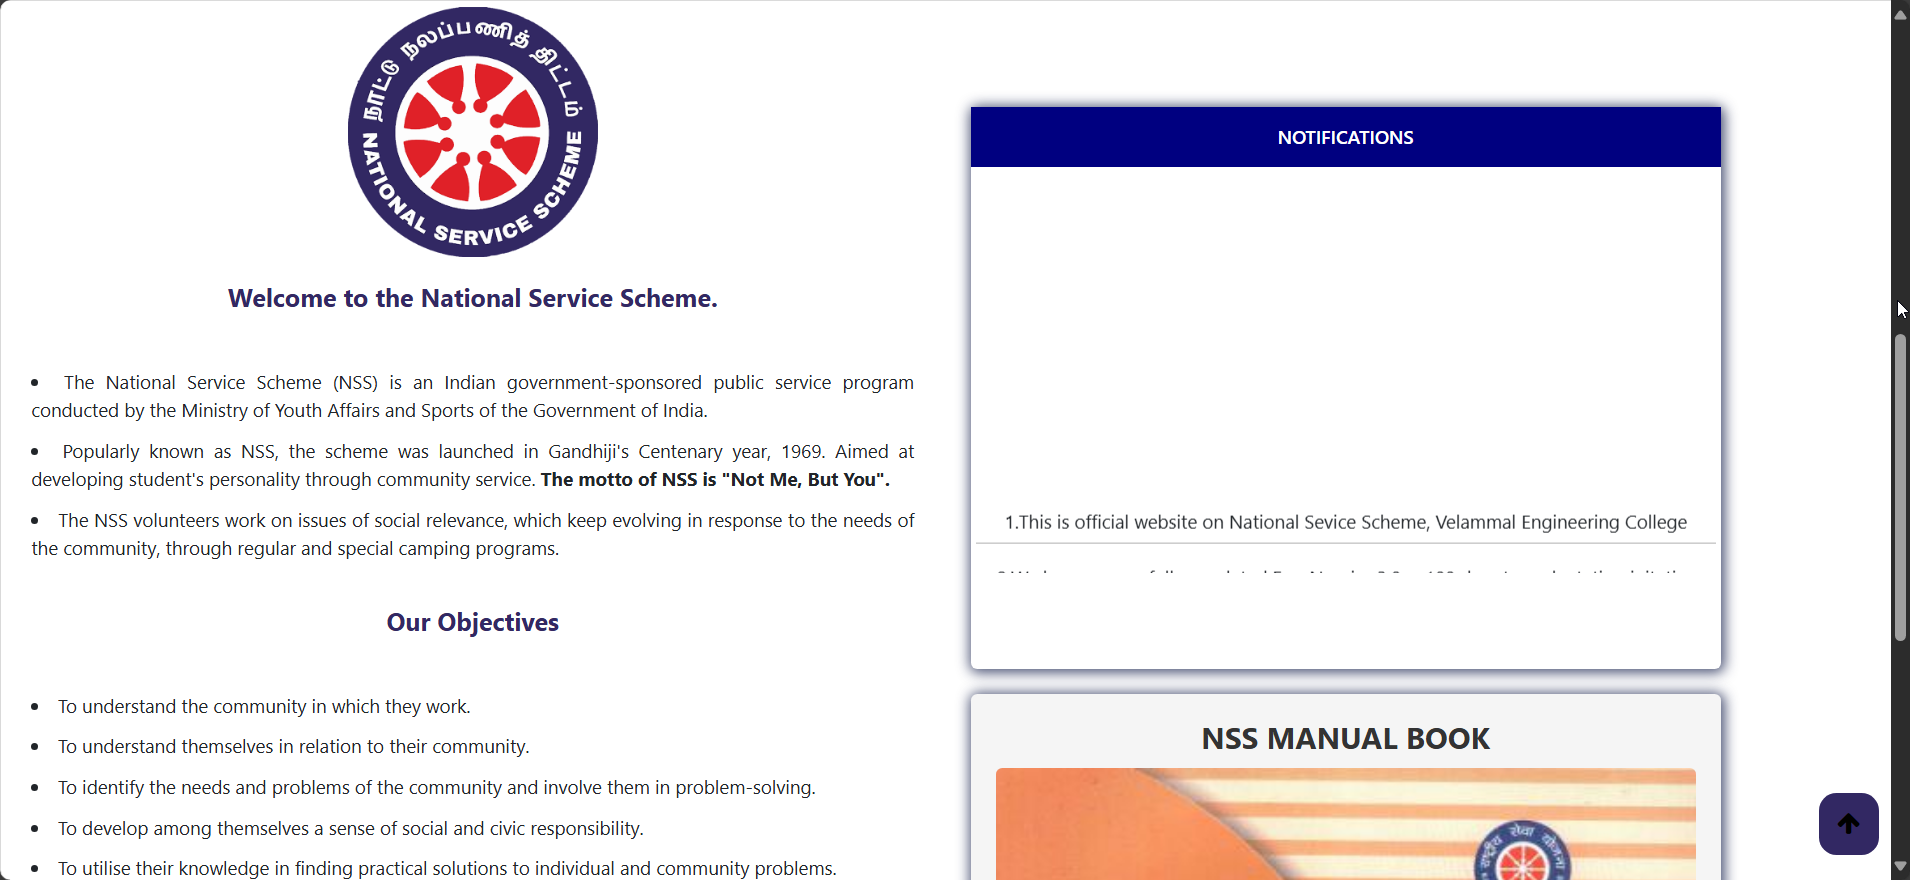 நாட்டு நலப்பணித் திட்டம்
NATIONAL SERVICE SCHEME
Welcome to the National Service Scheme.
• The National Service Scheme (NSS) is an Indian government-sponsored public service program
conducted by the Ministry of Youth Affairs and Sports of the Government of India.
• Popularly known as NSS, the scheme was launched in Gandhiji's Centenary year, 1969. Aimed at
developing student's personality through community service. The motto of NSS is "Not Me, But You".
• The NSS volunteers work on issues of social relevance, which keep evolving in response to the needs of
the community, through regular and special camping programs.
Our Objectives
• To understand the community in which they work.
• To understand themselves in relation to their community.
• To identify the needs and problems of the community and involve them in problem-solving.
• To develop among themselves a sense of social and civic responsibility.
• To utilise their knowledge in finding practical solutions to individual and community problems.
NOTIFICATIONS
1.This is official website on National Sevice Scheme, Velammal Engineering College
NSS MANUAL BOOK
राष्ट्रीय सेवा योजना